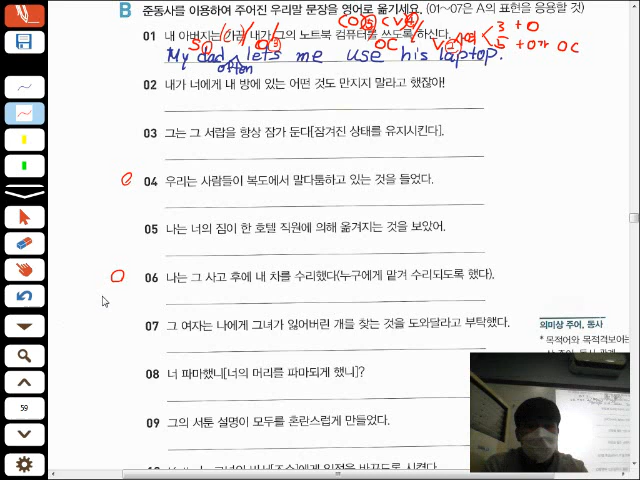 B 준동사를 이용하여 주어진 우리말 문장을 영어로 옮기세요. (01~07은 A의 표현을 응용할 것)
01 내 아버지는 가끔 내가 그의 노트북 컴퓨터를 쓰도록 하신다.
My dad often lets me use his laptop.
02 내가 너에게 내 방에 있는 어떤 것도 만지지 말라고 했잖아!
03 그는 그 서랍을 항상 잠가 둔다[잠겨진 상태를 유지시킨다].
04 우리는 사람들이 복도에서 말다툼하고 있는 것을 들었다.
05 나는 너의 짐이 한 호텔 직원에 의해 옮겨지는 것을 보았어.
06 나는 그 사고 후에 내 차를 수리했다(누구에게 맡겨 수리되도록 했다).
07 그 여자는 나에게 그녀가 잃어버린 개를 찾는 것을 도와달라고 부탁했다.
08 너 파마했니[너의 머리를 파마되게 했니]?
09 그의 서툰 설명이 모두를 혼란스럽게 만들었다.
의미상 주어, 동사
* 목적어와 목적격보어는
59